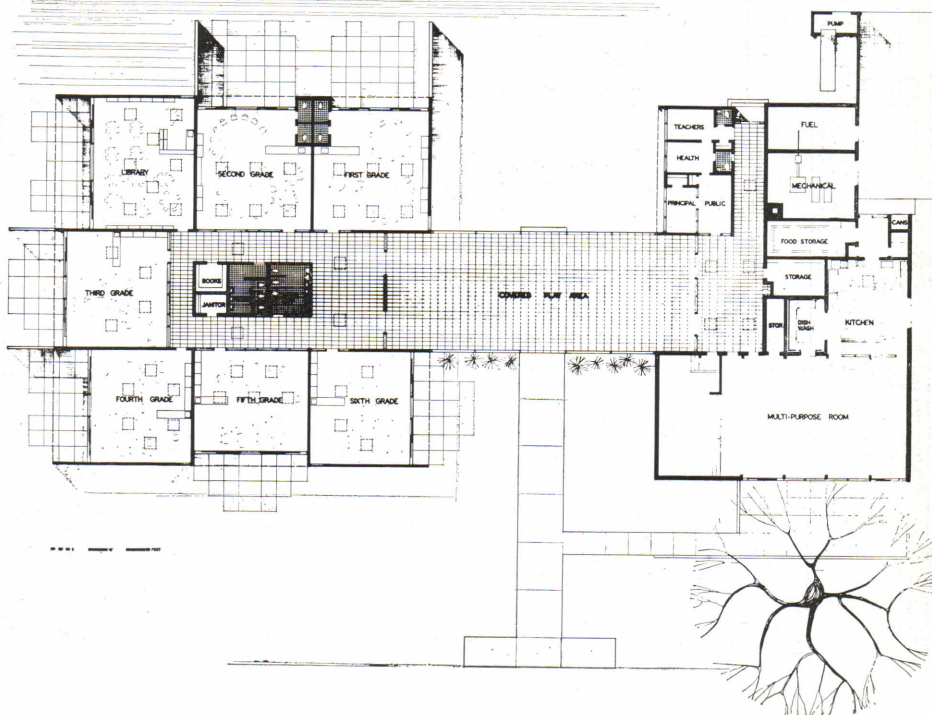 PUMP
FUEL
TEACHERS
HEALTH
MECHANICAL
LIBRARY
SECOND GRADE
FIRST GRADE
PRINCIPAL
PUBLIC
CANS
FOOD STORAGE
BOOKS
STORAGE
THIRD GRADE
COVERED PLAY AREA
JANITOR
STOR
DISH
WASH
KITCHEN
FOURTH GRADE
FIFTH GRADE
SIXTH GRADE
MULTI-PURPOSE ROOM